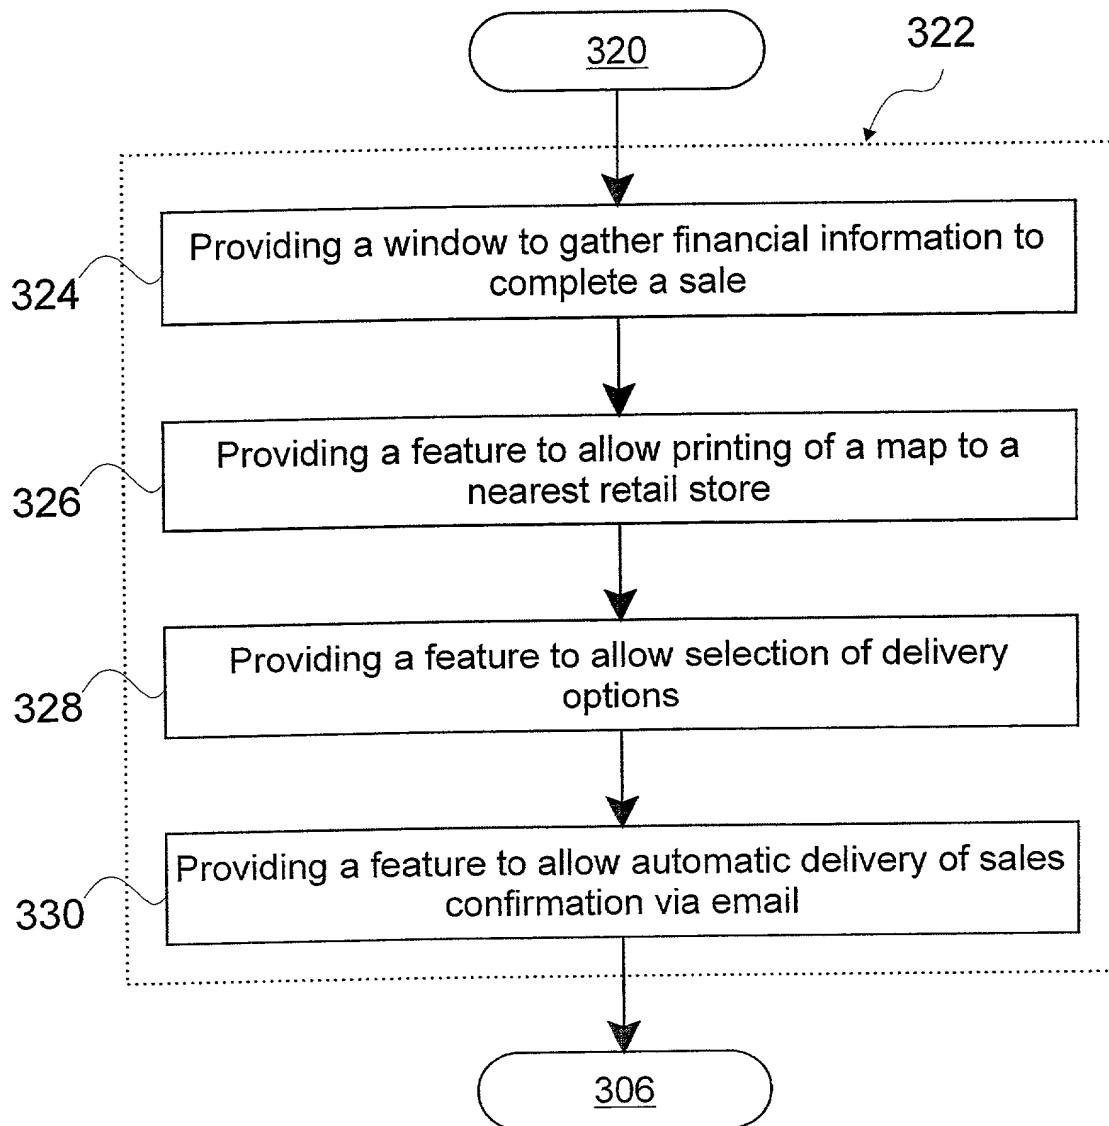 320
322
Providing a window to gather financial information to
complete a sale
324
Providing a feature to allow printing of a map to a
nearest retail store
326
Providing a feature to allow selection of delivery
options
328
Providing a feature to allow automatic delivery of sales
confirmation via email
330
306